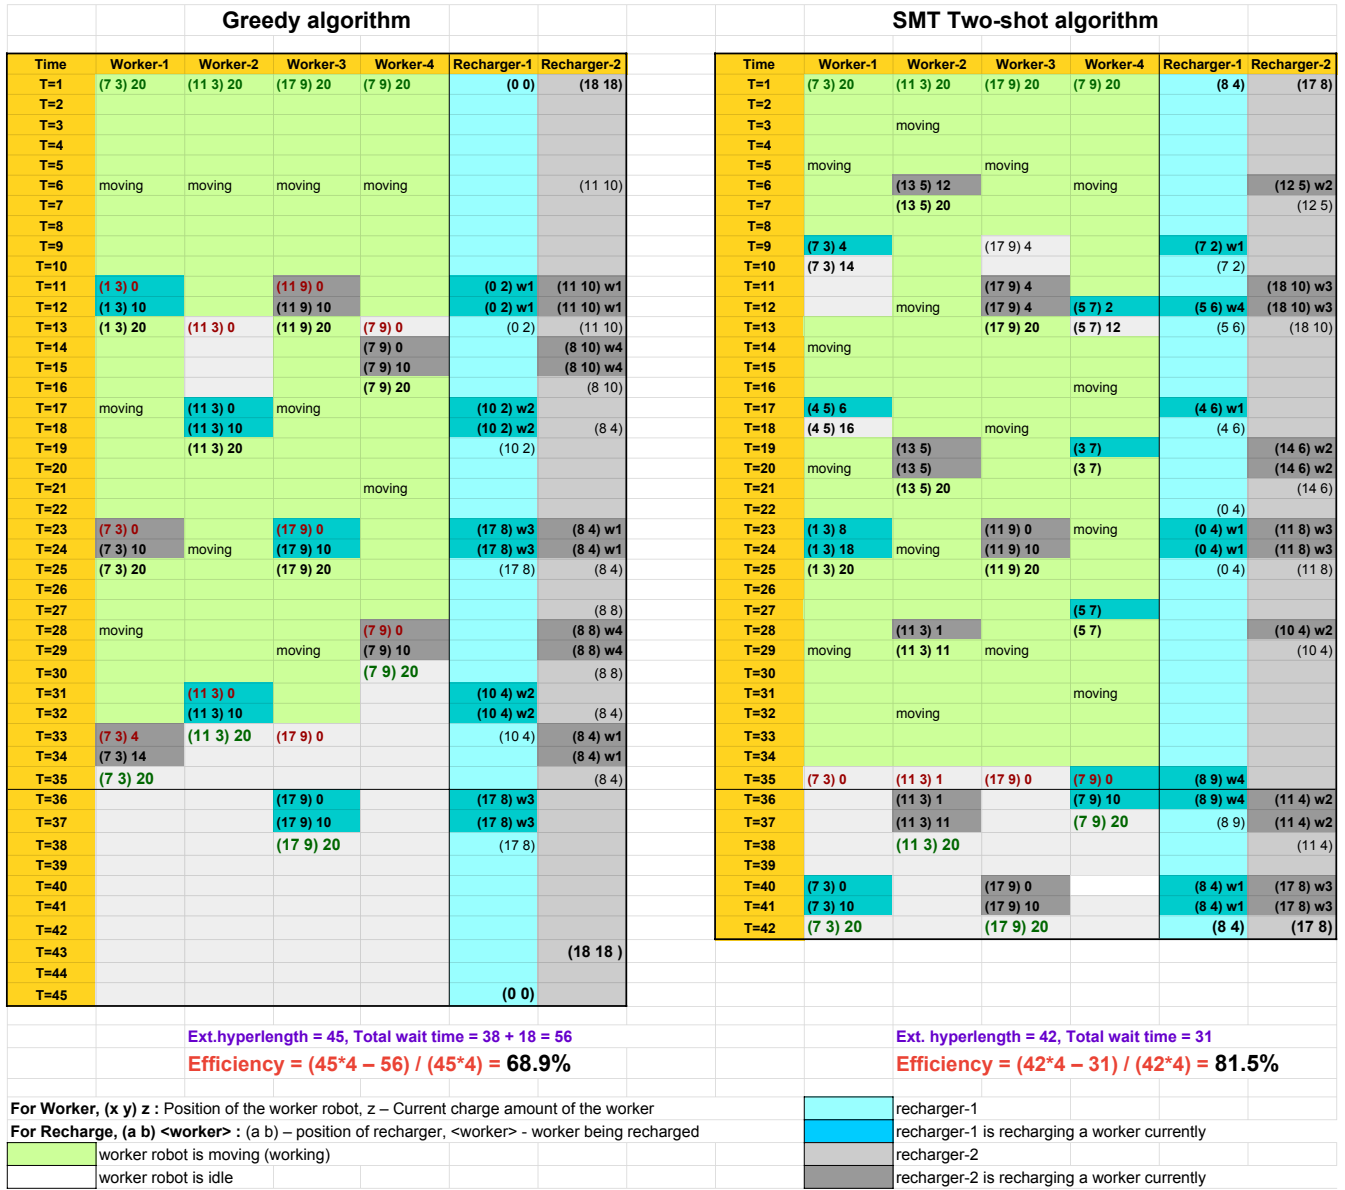 Greedy algorithm
SMT Two-shot algorithm
Time Worker-1 Worker-2 Worker-3 Worker-4 Recharger-1 Recharger-2
T=1 (7 3) 20 (11 3) 20 (17 9) 20 (7 9) 20 (0 0) (18 18)
T=2
T=3
T=4
T=5
T=6 moving moving moving moving (11 10)
T=7
T=8
T=9
T=10
T=11 (1 3) 0 (11 9) 0 (0 2) w1 (11 10) w1
T=12 (1 3) 10 (11 9) 10 (0 2) w1 (11 10) w1
T=13 (1 3) 20 (11 3) 0 (11 9) 20 (7 9) 0 (0 2) (11 10)
T=14 (7 9) 0 (8 10) w4
T=15 (7 9) 10 (8 10) w4
T=16 (7 9) 20 (8 10)
T=17 moving (11 3) 0 moving (10 2) w2
T=18 (11 3) 10 (10 2) w2 (8 4)
T=19 (11 3) 20 (10 2)
T=20
T=21 moving
T=22
T=23 (7 3) 0 (17 9) 0 (17 8) w3 (8 4) w1
T=24 (7 3) 10 moving (17 9) 10 (17 8) w3 (8 4) w1
T=25 (7 3) 20 (17 9) 20 (17 8) (8 4)
T=26
T=27 (8 8)
T=28 moving (7 9) 0 (8 8) w4
T=29 moving (7 9) 10 (8 8) w4
T=30 (7 9) 20 (8 8)
T=31 (11 3) 0 (10 4) w2
T=32 (11 3) 10 (10 4) w2 (8 4)
T=33 (7 3) 4 (11 3) 20 (17 9) 0 (10 4) (8 4) w1
T=34 (7 3) 14 (8 4) w1
T=35 (7 3) 20 (8 4)
T=36 (17 9) 0 (17 8) w3
T=37 (17 9) 10 (17 8) w3
T=38 (17 9) 20 (17 8)
T=39
T=40
T=41
T=42
T=43 (18 18 )
T=44
T=45 (0 0)
Ext.hyperlength = 45, Total wait time = 38 + 18 = 56
Efficiency = (45*4 – 56) / (45*4) = 68.9%
Time Worker-1 Worker-2 Worker-3 Worker-4 Recharger-1 Recharger-2
T=1 (7 3) 20 (11 3) 20 (17 9) 20 (7 9) 20 (8 4) (17 8)
T=2
T=3 moving
T=4
T=5 moving moving
T=6 (13 5) 12 moving (12 5) w2
T=7 (13 5) 20 (12 5)
T=8
T=9 (7 3) 4 (17 9) 4 (7 2) w1
T=10 (7 3) 14 (7 2)
T=11 (17 9) 4 (18 10) w3
T=12 moving (17 9) 4 (5 7) 2 (5 6) w4 (18 10) w3
T=13 (17 9) 20 (5 7) 12 (5 6) (18 10)
T=14 moving
T=15
T=16 moving
T=17 (4 5) 6 (4 6) w1
T=18 (4 5) 16 moving (4 6)
T=19 (13 5) (3 7) (14 6) w2
T=20 moving (13 5) (3 7) (14 6) w2
T=21 (13 5) 20 (14 6)
T=22 (0 4)
T=23 (1 3) 8 (11 9) 0 moving (0 4) w1 (11 8) w3
T=24 (1 3) 18 moving (11 9) 10 (0 4) w1 (11 8) w3
T=25 (1 3) 20 (11 9) 20 (0 4) (11 8)
T=26
T=27 (5 7)
T=28 (11 3) 1 (5 7) (10 4) w2
T=29 moving (11 3) 11 moving (10 4)
T=30
T=31 moving
T=32 moving
T=33
T=34
T=35 (7 3) 0 (11 3) 1 (17 9) 0 (7 9) 0 (8 9) w4
T=36 (11 3) 1 (7 9) 10 (8 9) w4 (11 4) w2
T=37 (11 3) 11 (7 9) 20 (8 9) (11 4) w2
T=38 (11 3) 20 (11 4)
T=39
T=40 (7 3) 0 (17 9) 0 (8 4) w1 (17 8) w3
T=41 (7 3) 10 (17 9) 10 (8 4) w1 (17 8) w3
T=42 (7 3) 20 (17 9) 20 (8 4) (17 8)
Ext. hyperlength = 42, Total wait time = 31
Efficiency = (42*4 – 31) / (42*4) = 81.5%
For Worker, (x y) z : Position of the worker robot, z – Current charge amount of the worker
For Recharge, (a b) <worker> : (a b) – position of recharger, <worker> - worker being recharged
worker robot is moving (working)
worker robot is idle
recharger-1
recharger-1 is recharging a worker currently
recharger-2
recharger-2 is recharging a worker currently